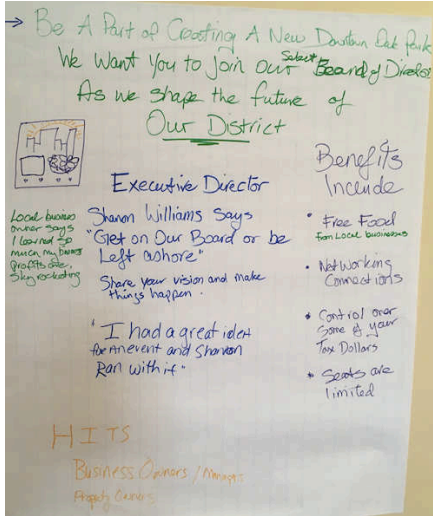 → Be A Part of Creating A New Downtown Oak Park
We Want You to Join Our Select Board of Directors
As we shape the future of
Our District
Executive Director
Shanon Williams Says
"Get on Our Board or be
Left ashore"
Share your vision and make
things happen.
"I had a great idea
for An event and Shannon
Ran with it"
Local business
owner says
I learned so
much, my business
profits are
skyrocketing
Benefits
Include
• Free Food
from Local businesses
• Networking
Connections
• Control over
Some of your
Tax Dollars
• Seats are
limited
HITS
Business Owners / Managers
Property Owners